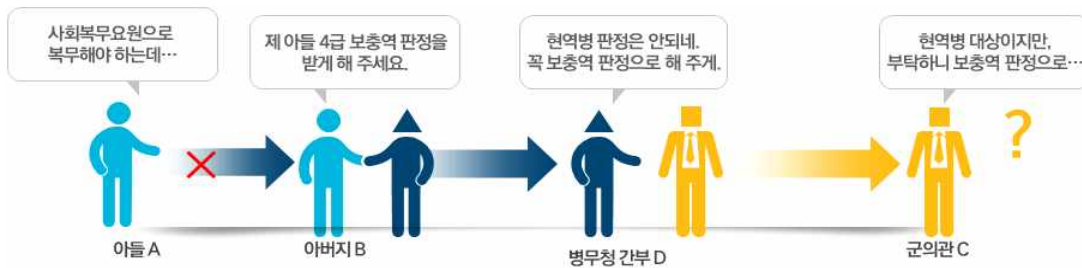 사회복무요원으로
복무해야 하는데…
제 아들 4급 보충역 판정을
받게 해 주세요.
현역병 판정은 안되네.
꼭 보충역 판정으로 해 주게.
현역병 대상이지만,
부탁하니 보충역 판정으로…
?
아들 A
아버지 B
병무청 간부 D
군의관 C